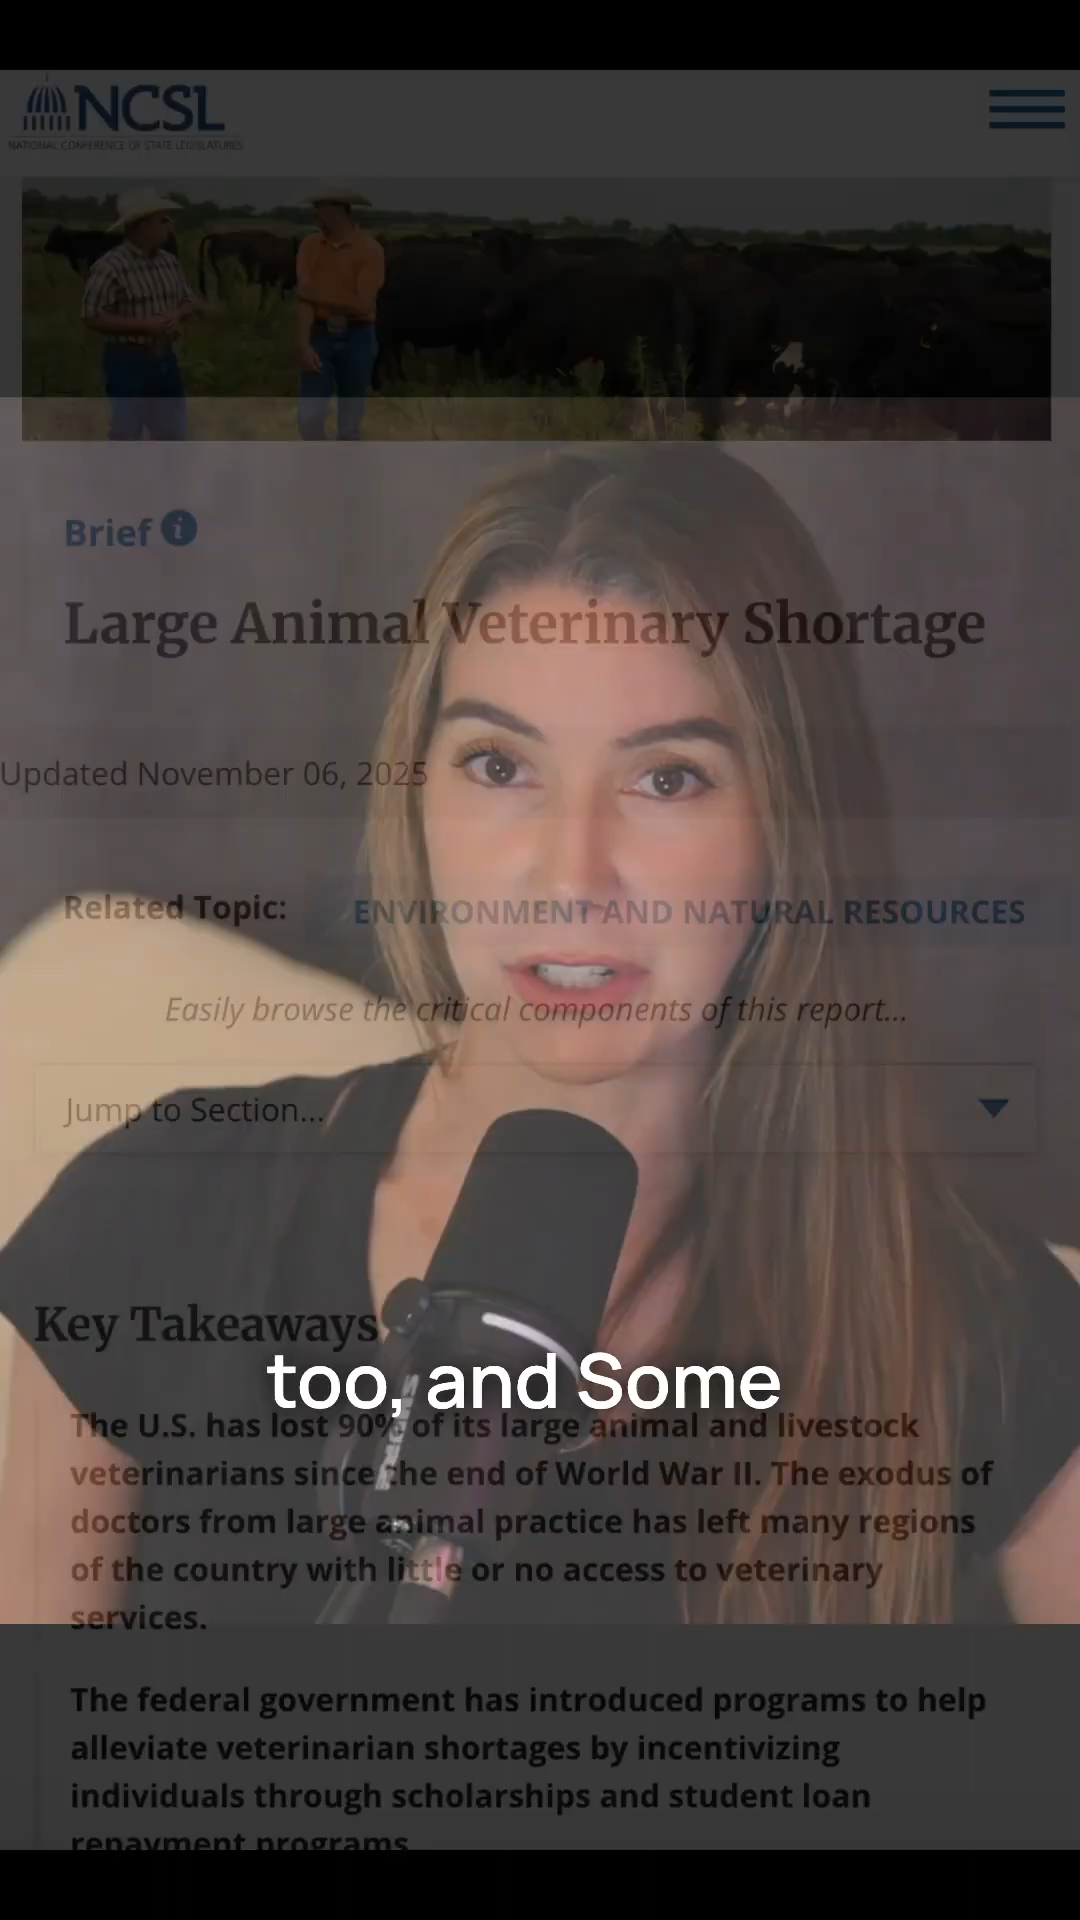 NCSL
NATIONAL CONFERENCE OF STATE LEGISLATURES
Brief i
Large Animal Veterinary Shortage
Updated November 06, 2025
Related Topic: ENVIRONMENT AND NATURAL RESOURCES
Easily browse the critical components of this report...
Jump to Section...
Key Takeaways
too, and Some
The U.S. has lost 90% of its large animal and livestock
veterinarians since the end of World War II. The exodus of
doctors from large animal practice has left many regions
of the country with little or no access to veterinary
services.
The federal government has introduced programs to help
alleviate veterinarian shortages by incentivizing
individuals through scholarships and student loan
repayment programs.